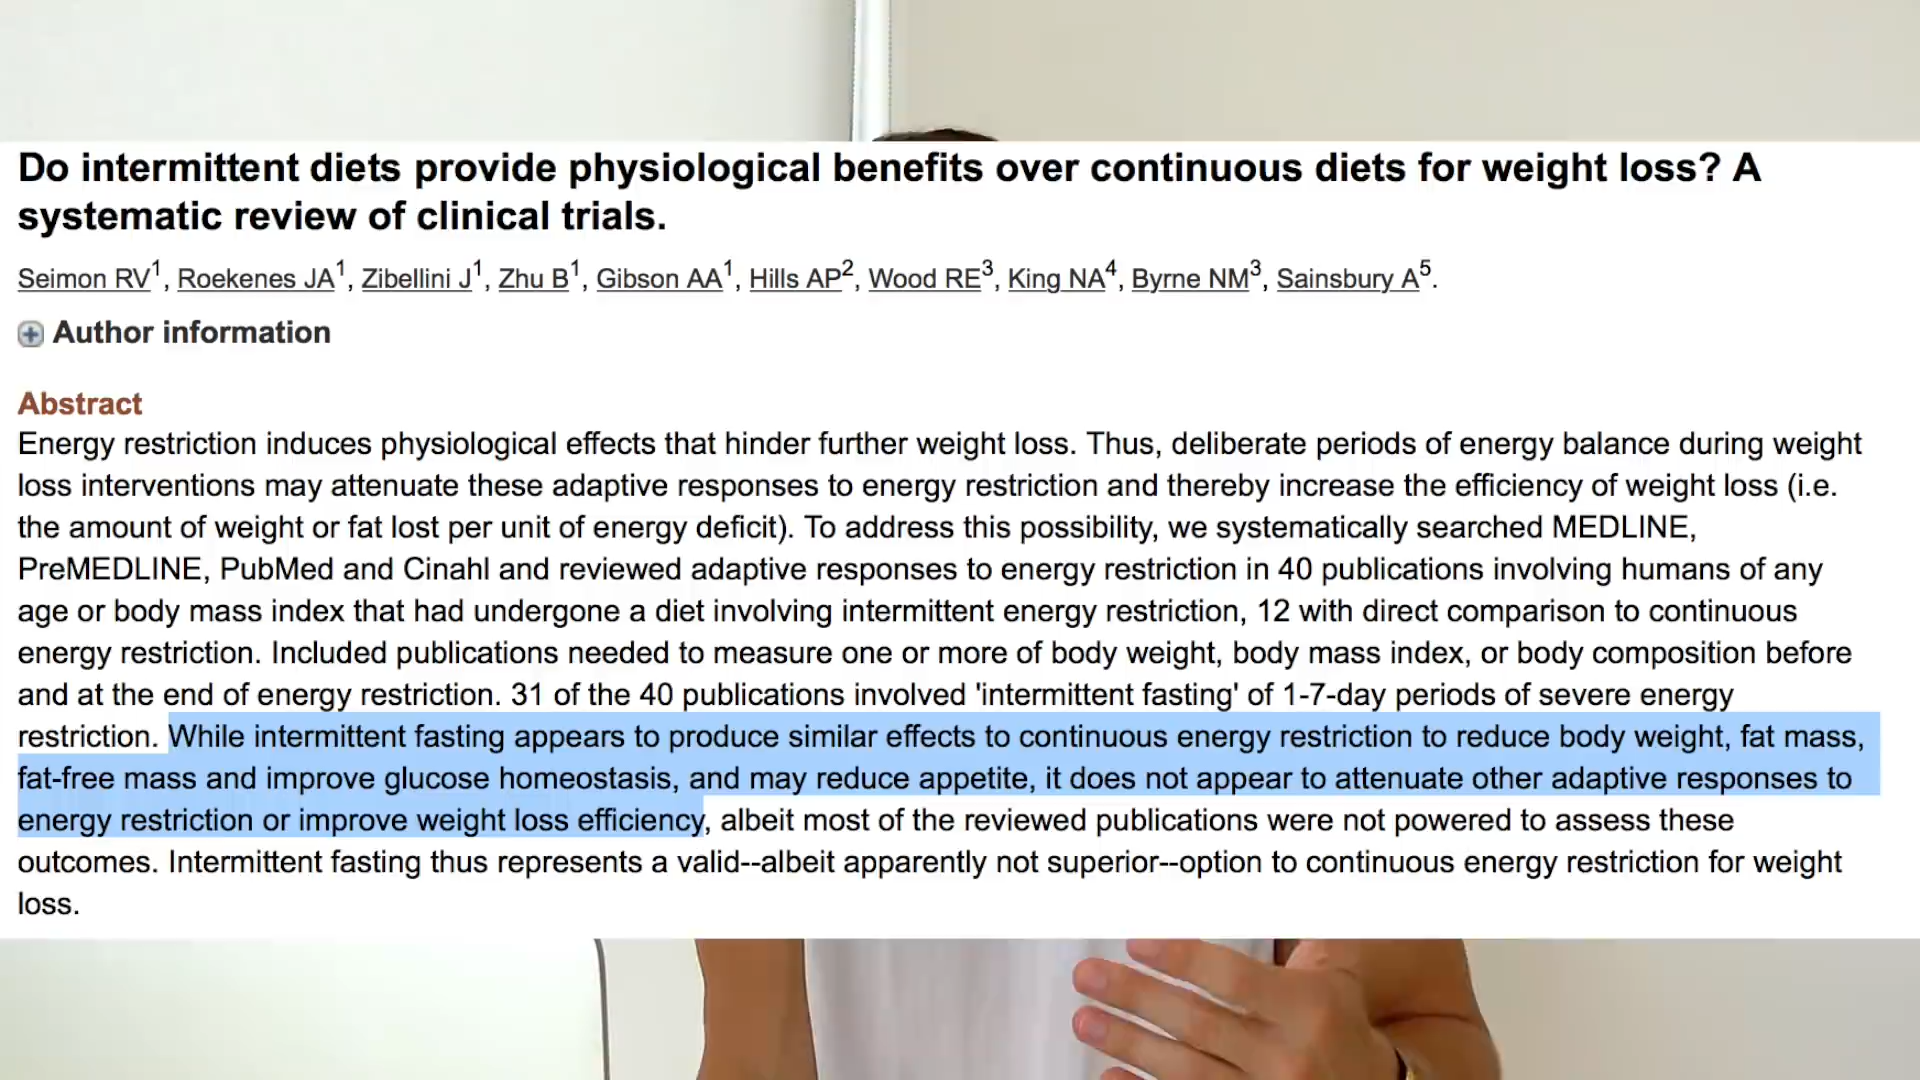 Do intermittent diets provide physiological benefits over continuous diets for weight loss? A
systematic review of clinical trials.
Seimon RV1, Roekenes JA1, Zibellini J1, Zhu B1, Gibson AA1, Hills AP2, Wood RE3, King NA4, Byrne NM3, Sainsbury A5.
Author information
Abstract
Energy restriction induces physiological effects that hinder further weight loss. Thus, deliberate periods of energy balance during weight
loss interventions may attenuate these adaptive responses to energy restriction and thereby increase the efficiency of weight loss (i.e.
the amount of weight or fat lost per unit of energy deficit). To address this possibility, we systematically searched MEDLINE,
PreMEDLINE, PubMed and Cinahl and reviewed adaptive responses to energy restriction in 40 publications involving humans of any
age or body mass index that had undergone a diet involving intermittent energy restriction, 12 with direct comparison to continuous
energy restriction. Included publications needed to measure one or more of body weight, body mass index, or body composition before
and at the end of energy restriction. 31 of the 40 publications involved 'intermittent fasting' of 1-7-day periods of severe energy
restriction. While intermittent fasting appears to produce similar effects to continuous energy restriction to reduce body weight, fat mass,
fat-free mass and improve glucose homeostasis, and may reduce appetite, it does not appear to attenuate other adaptive responses to
energy restriction or improve weight loss efficiency, albeit most of the reviewed publications were not powered to assess these
outcomes. Intermittent fasting thus represents a valid--albeit apparently not superior--option to continuous energy restriction for weight
loss.